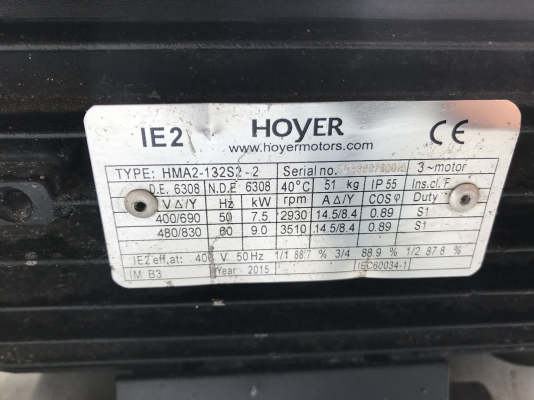 IE2 HOYER CE
www.hoyermotors.com
TYPE: HMA2-132S2-2 Serial no. 3~motor
D.E. 6308 N.D.E 6308 40°C 51 kg IP 55 Ins.cl. F
V Δ/Y Hz kW rpm A Δ/Y COS φ Duty
400/690 50 7.5 2930 14.5/8.4 0.89 S1
480/830 60 9.0 3510 14.5/8.4 0.89 S1
IE2 eff,at: 400 V 50Hz 1/1 88.7 % 3/4 88.9 % 1/2 87.8 %
IM B3 Year - 2015 IEC60034-1